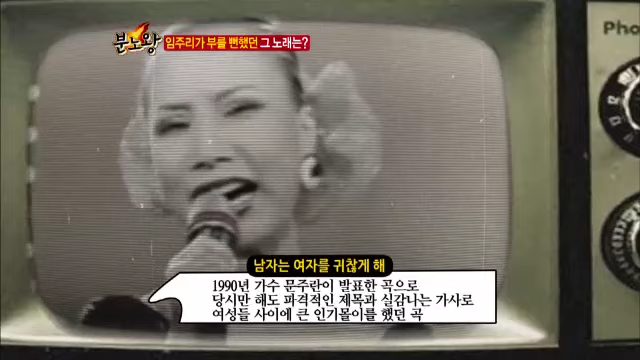 분노왕
임주리가 부를 뻔했던 그 노래는?
Pho
남자는 여자를 귀찮게 해
1990년 가수 문주란이 발표한 곡으로
당시만 해도 파격적인 제목과 실감나는 가사로
여성들 사이에 큰 인기몰이를 했던 곡